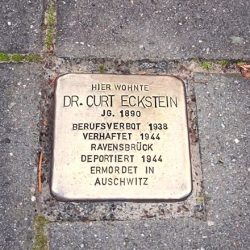 HIER WOHNTE
DR. CURT ECKSTEIN
JG. 1890
BERUFSVERBOT 1938
VERHAFTET 1944
RAVENSBRÜCK
DEPORTIERT 1944
ERMORDET IN
AUSCHWITZ